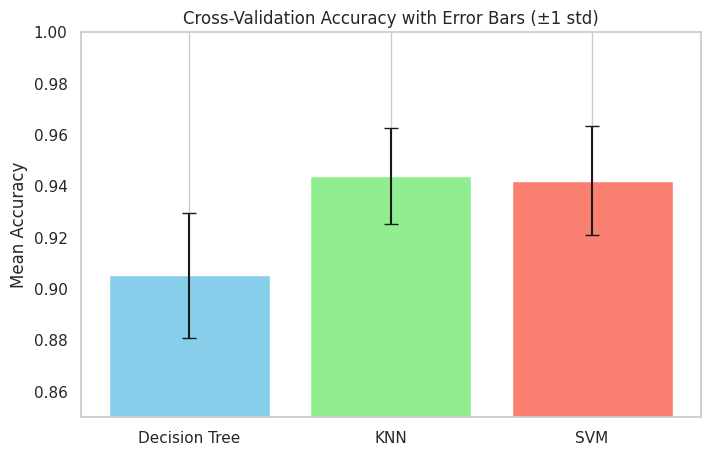 Cross-Validation Accuracy with Error Bars (±1 std)
1.00
0.98
0.96
0.94
0.92
0.90
0.88
0.86
Mean Accuracy
Decision Tree
KNN
SVM